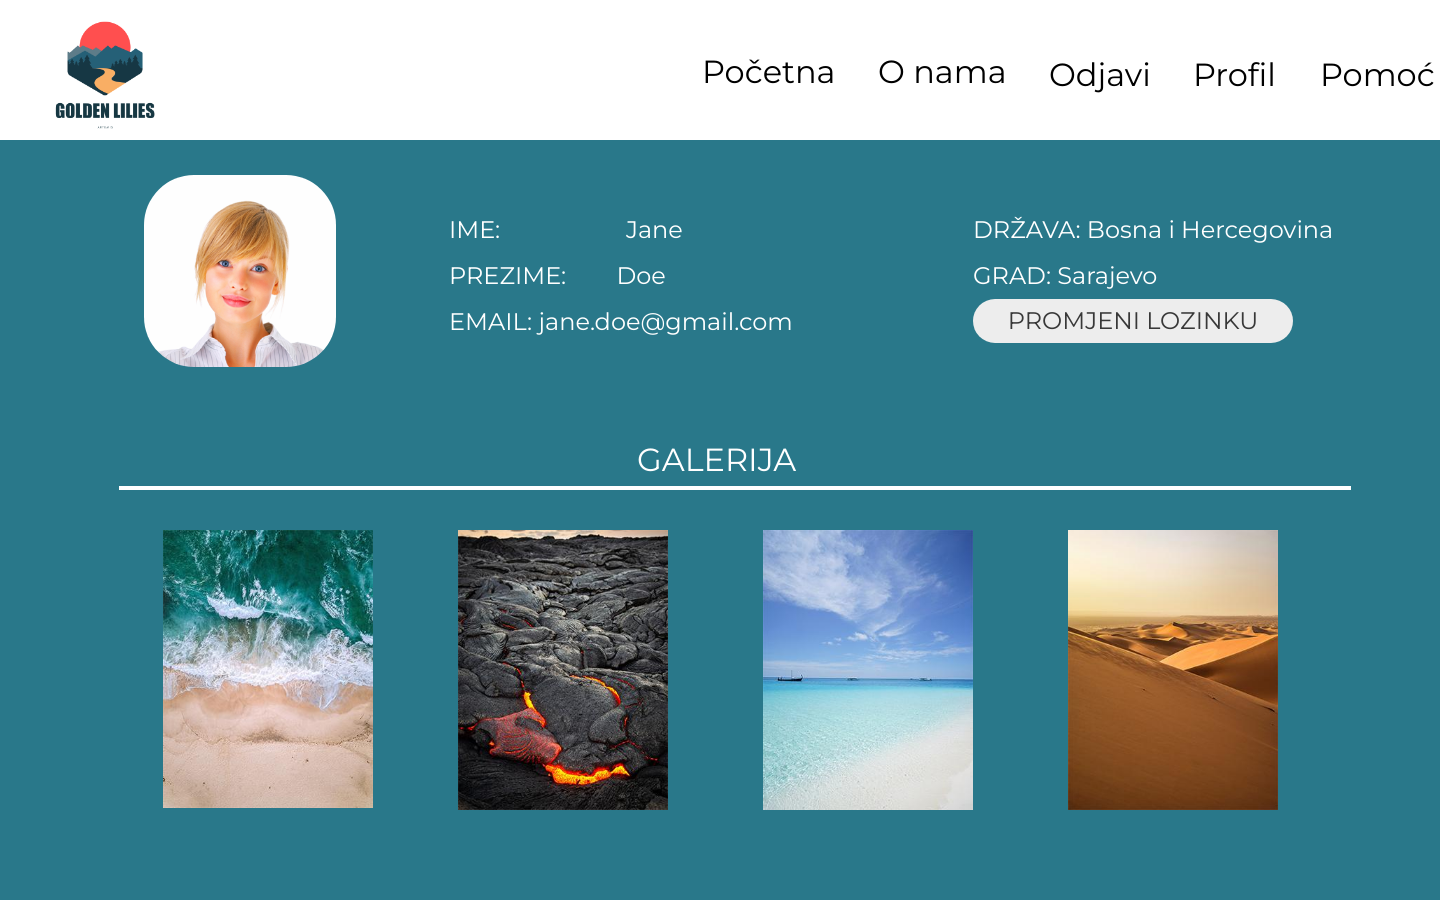 GOLDEN LILIES
Početna
O nama
Odjavi
Profil
Pomoć
IME: Jane
PREZIME: Doe
EMAIL: jane.doe@gmail.com
DRŽAVA: Bosna i Hercegovina
GRAD: Sarajevo
PROMJENI LOZINKU
GALERIJA